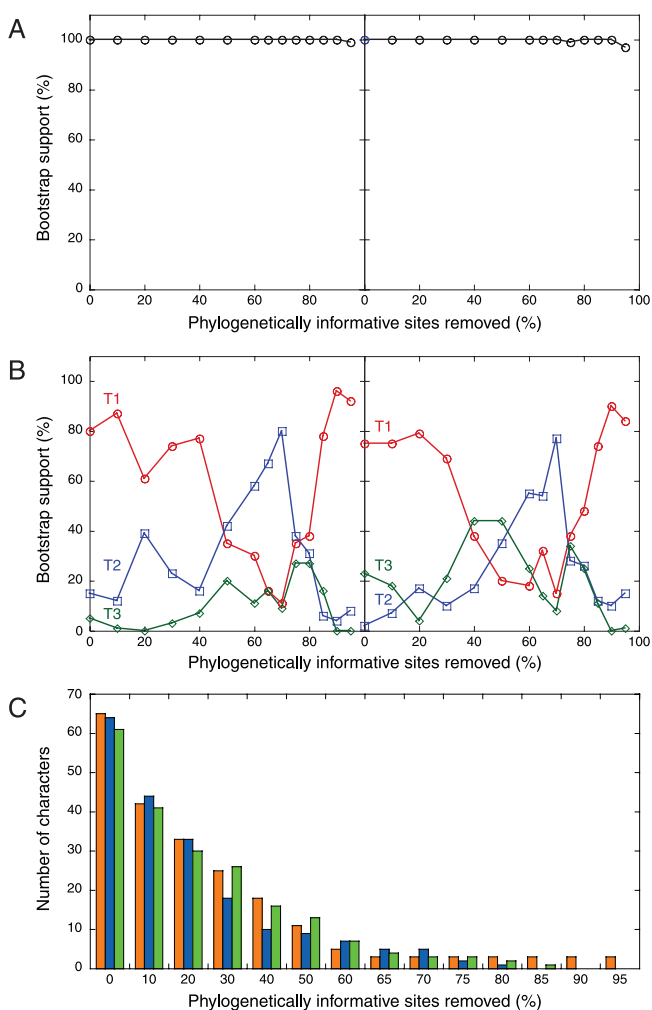 A
100
80
60
40
20
0
Bootstrap support (%)
0 20 40 60 80 0 20 40 60 80 100
Phylogenetically informative sites removed (%)
B
100
80
60
40
20
0
Bootstrap support (%)
T1
T2
T3
T1
T3
T2
0 20 40 60 80 0 20 40 60 80 100
Phylogenetically informative sites removed (%)
C
70
60
50
40
30
20
10
0
Number of characters
0 10 20 30 40 50 60 65 70 75 80 85 90 95
Phylogenetically informative sites removed (%)